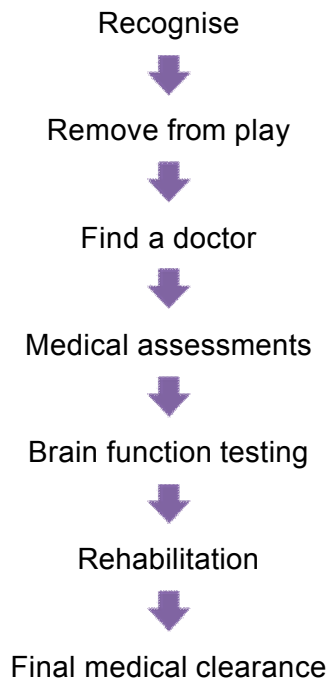 Recognise
Remove from play
Find a doctor
Medical assessments
Brain function testing
Rehabilitation
Final medical clearance